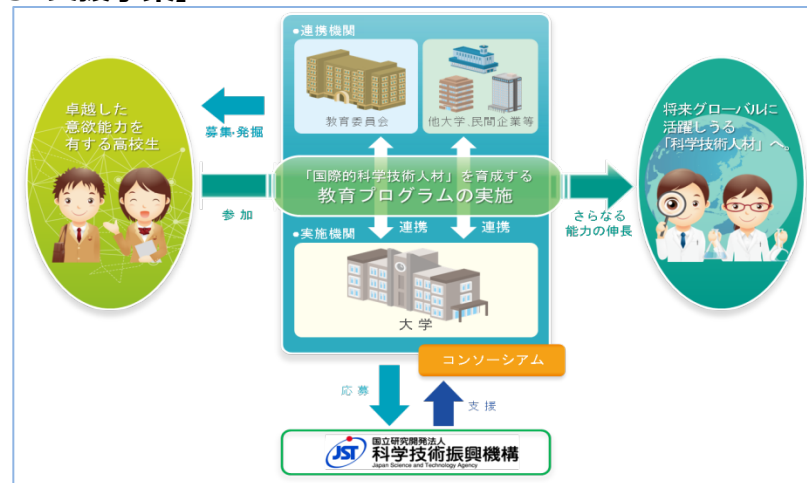 ●連携機関
教育委員会
他大学、民間企業等
卓越した
意欲能力を
有する高校生
募集・発掘
参加
「国際的科学技術人材」を育成する
教育プログラムの実施
連携
連携
●実施機関
大学
コンソーシアム
将来グローバルに
活躍しうる
「科学技術人材」へ。
さらなる
能力の伸長
応募
支援
JST
国立研究開発法人
科学技術振興機構
Japan Science and Technology Agency